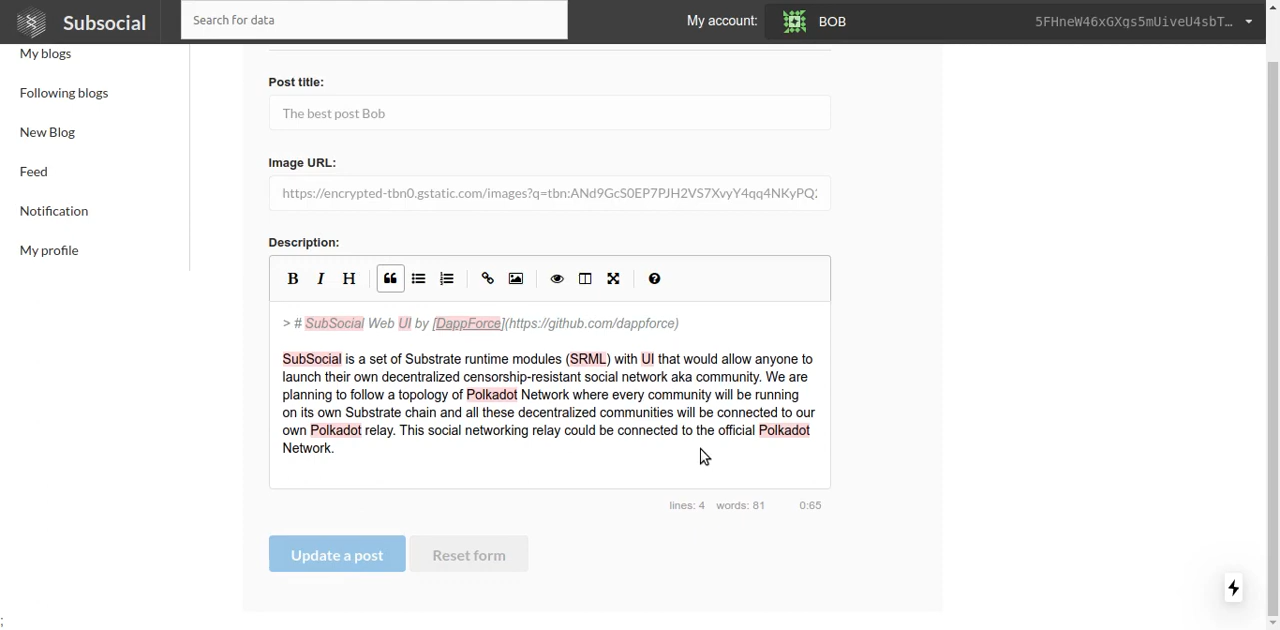 Subsocial
Search for data
My account:
BOB
5FHneW46xGXgs5mUiveU4sbT…
My blogs
Following blogs
New Blog
Feed
Notification
My profile
Post title:
The best post Bob
Image URL:
https://encrypted-tbn0.gstatic.com/images?q=tbn:ANd9GcS0EP7PJH2VS7XvyY4qq4NKyPQ
Description:
B I H
> # SubSocial Web UI by [DappForce](https://github.com/dappforce)
SubSocial is a set of Substrate runtime modules (SRML) with UI that would allow anyone to
launch their own decentralized censorship-resistant social network aka community. We are
planning to follow a topology of Polkadot Network where every community will be running
on its own Substrate chain and all these decentralized communities will be connected to our
own Polkadot relay. This social networking relay could be connected to the official Polkadot
Network.
lines: 4 words: 81 0:65
Update a post
Reset form
;